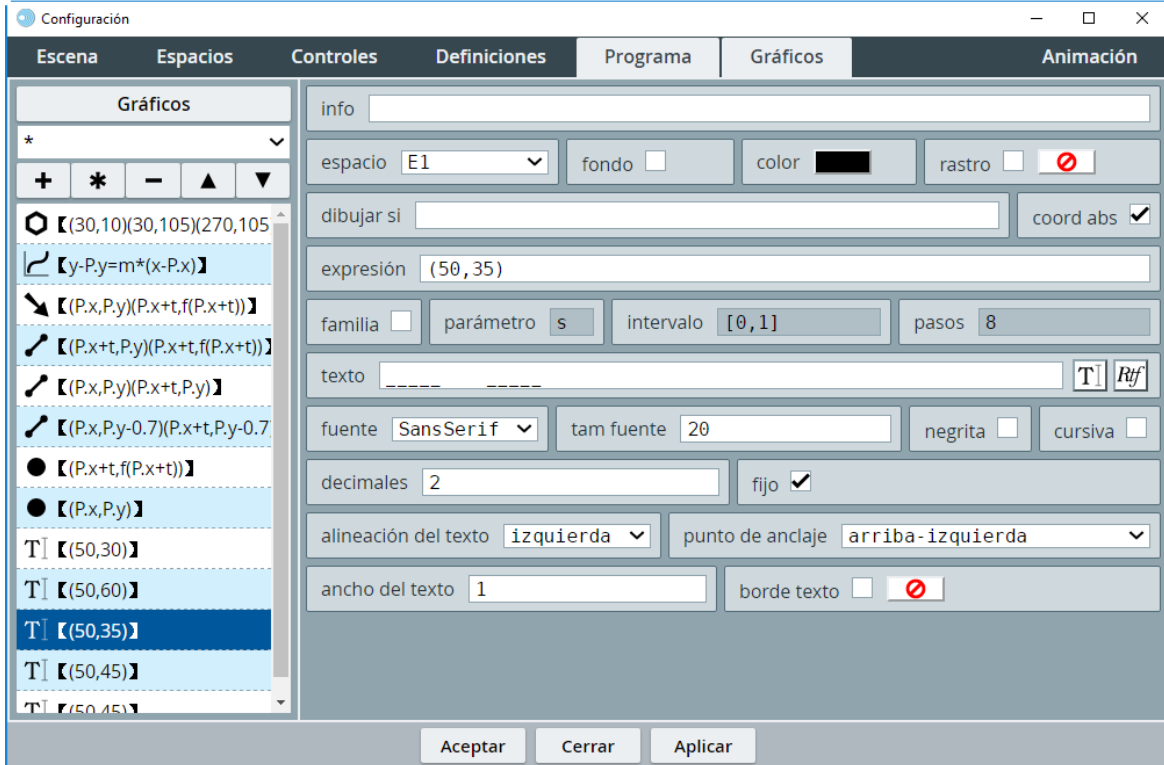 Configuración
Escena Espacios Controles Definiciones Programa Gráficos Animación
Gráficos
*
+ * − ▲ ▼
【(30,10)(30,105)(270,105
【y-P.y=m*(x-P.x)】
【(P.x,P.y)(P.x+t,f(P.x+t))】
【(P.x+t,P.y)(P.x+t,f(P.x+t))】
【(P.x,P.y)(P.x+t,P.y)】
【(P.x,P.y-0.7)(P.x+t,P.y-0.7
【(P.x+t,f(P.x+t))】
【(P.x,P.y)】
T 【(50,30)】
T 【(50,60)】
T 【(50,35)】
T 【(50,45)】
T 【(50,45)】
info
espacio E1 fondo color rastro
dibujar si coord abs
expresión (50,35)
familia parámetro s intervalo [0,1] pasos 8
texto _____ _____ T Rtf
fuente SansSerif tam fuente 20 negrita cursiva
decimales 2 fijo
alineación del texto izquierda punto de anclaje arriba-izquierda
ancho del texto 1 borde texto
Aceptar Cerrar Aplicar